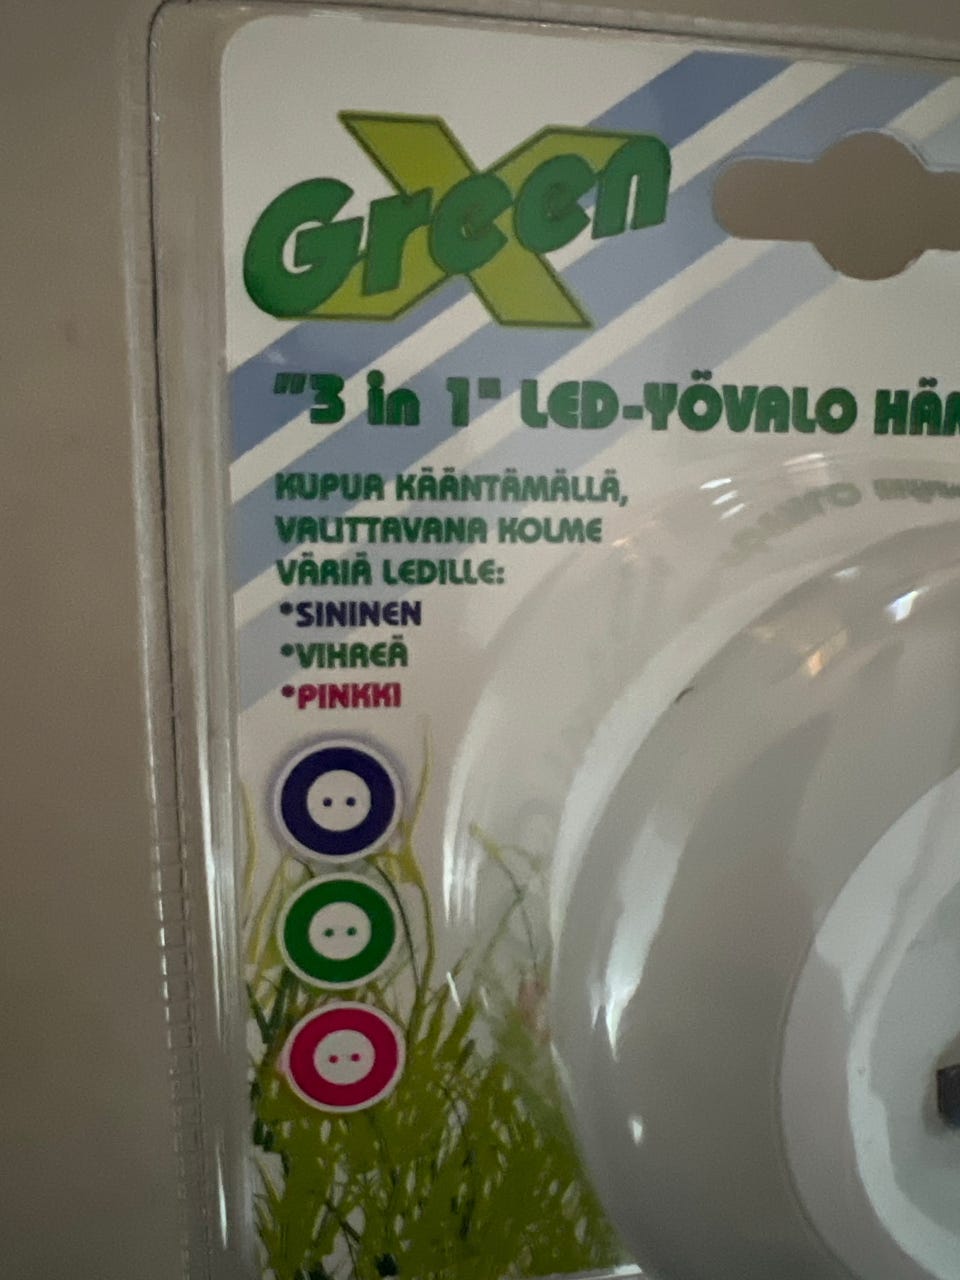 Green X
"3 in 1" LED-YÖVALO
KUPUA KÄÄNTÄMÄLLÄ,
VALITTAVANA KOLME
VÄRIÄ LEDILLE:
*SININEN
*VIHREÄ
*PINKKI